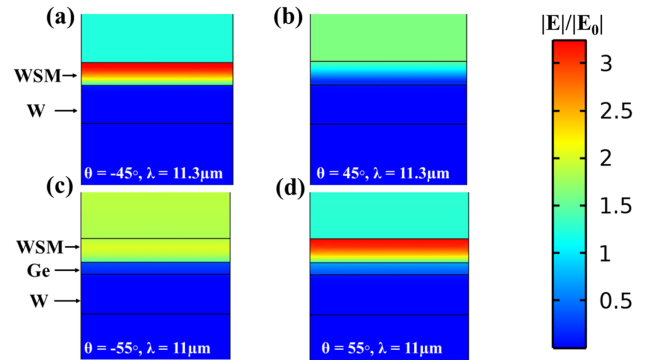 (a)
(b)
|E|/|E₀|
WSM
W
θ = -45◦, λ = 11.3μm
θ = 45◦, λ = 11.3μm
3
2.5
2
1.5
1
0.5
(c)
(d)
WSM
Ge
W
θ = -55◦, λ = 11μm
θ = 55◦, λ = 11μm